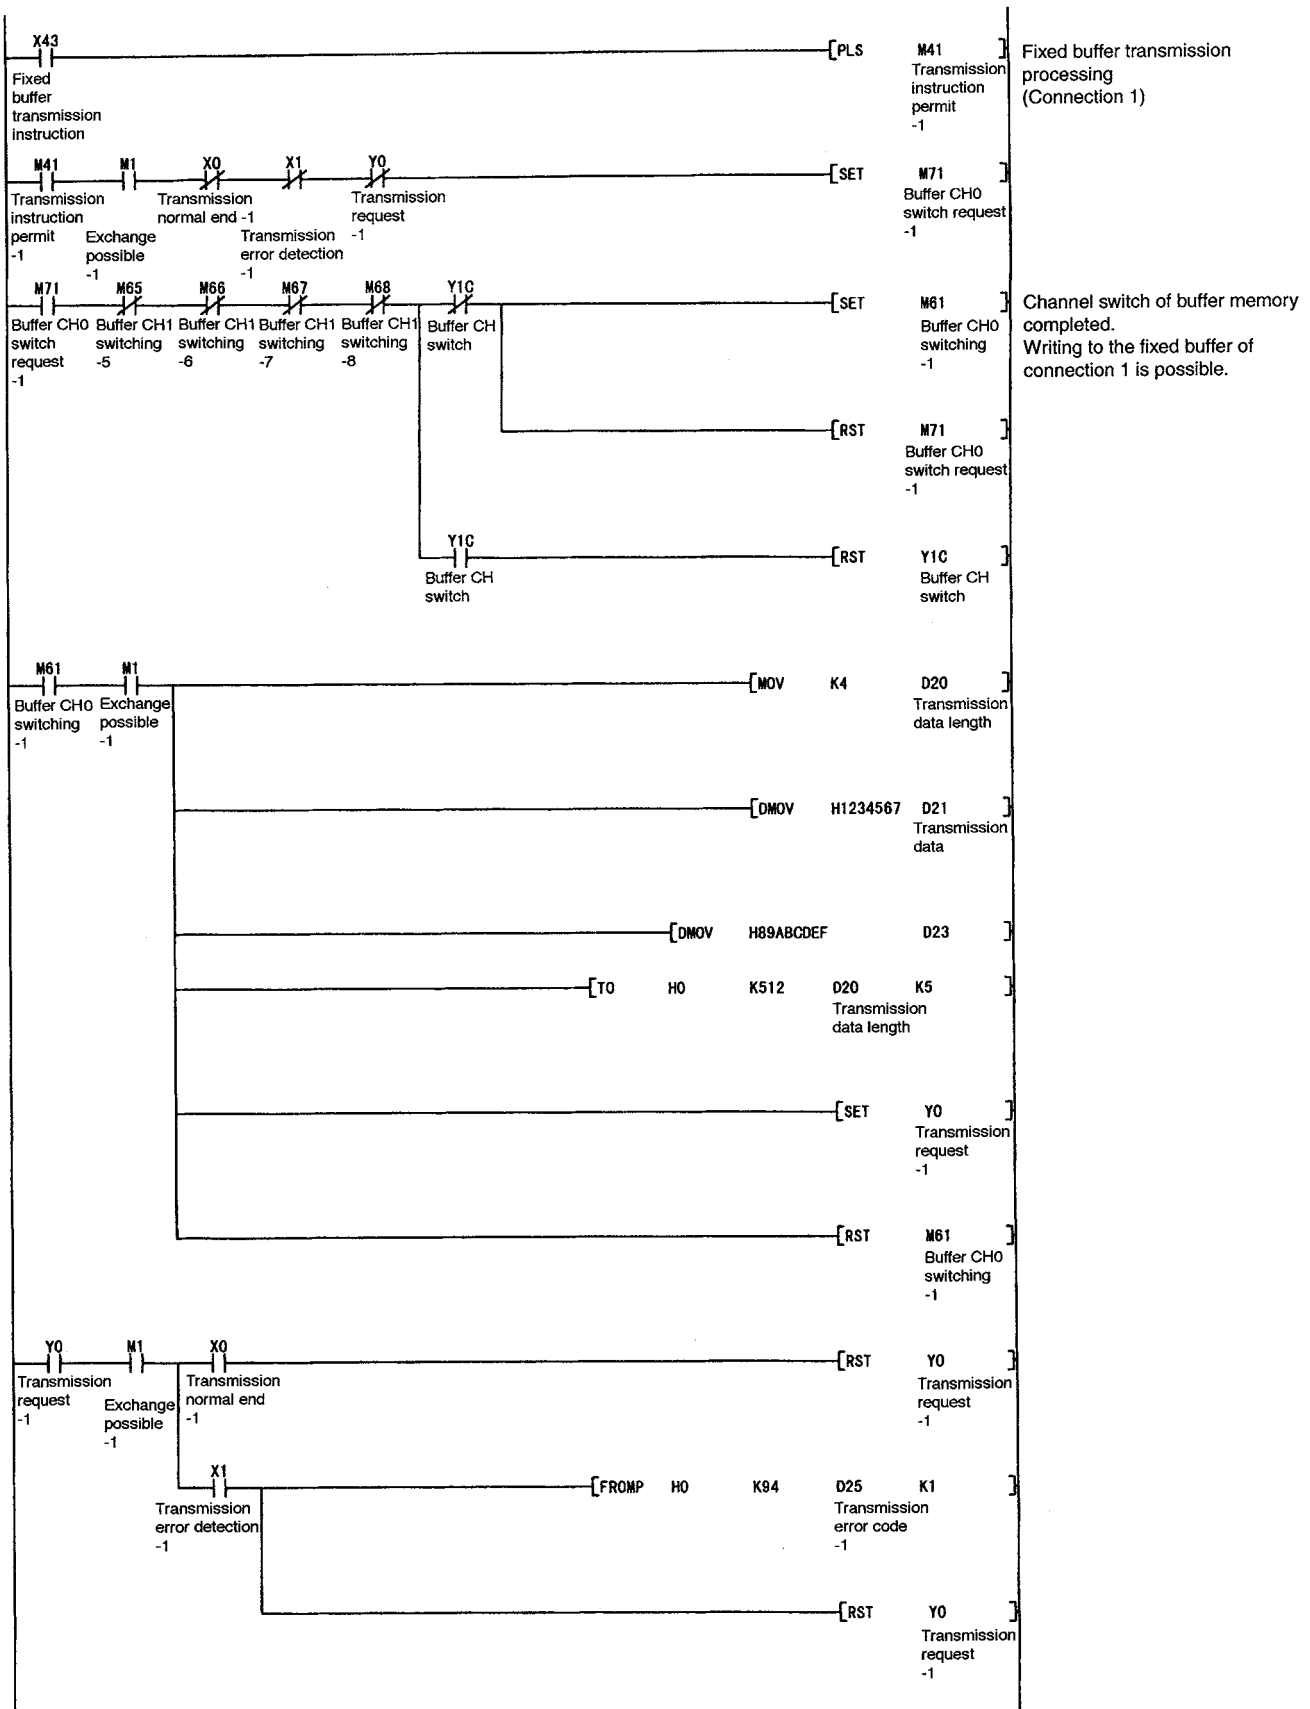 X43
[PLS M41 ]
Fixed buffer transmission instruction
Transmission instruction permit -1
Fixed buffer transmission processing (Connection 1)
M41 M1 X0 X1 Y0
[SET M71 ]
Transmission instruction permit -1
Exchange possible -1
Transmission normal end -1
Transmission error detection -1
Transmission request -1
Buffer CH0 switch request -1
M71 M65 M66 M67 M68 Y1C
[SET M61 ]
Buffer CH0 switch request -1
Buffer CH1 switching -5
Buffer CH1 switching -6
Buffer CH1 switching -7
Buffer CH1 switching -8
Buffer CH switch
Buffer CH0 switching -1
Channel switch of buffer memory completed.
Writing to the fixed buffer of connection 1 is possible.
[RST M71 ]
Buffer CH0 switch request -1
Y1C
[RST Y1C ]
Buffer CH switch
Buffer CH switch
M61 M1
[MOV K4 D20 ]
Buffer CH0 switching -1
Exchange possible -1
Transmission data length
[DMOV H1234567 D21 ]
Transmission data
[DMOV H89ABCDEF D23 ]
[TO H0 K512 D20 K5 ]
Transmission data length
[SET Y0 ]
Transmission request -1
[RST M61 ]
Buffer CH0 switching -1
Y0 M1 X0
[RST Y0 ]
Transmission request -1
Exchange possible -1
Transmission normal end -1
Transmission request -1
X1
[FROMP H0 K94 D25 K1 ]
Transmission error detection -1
Transmission error code -1
[RST Y0 ]
Transmission request -1